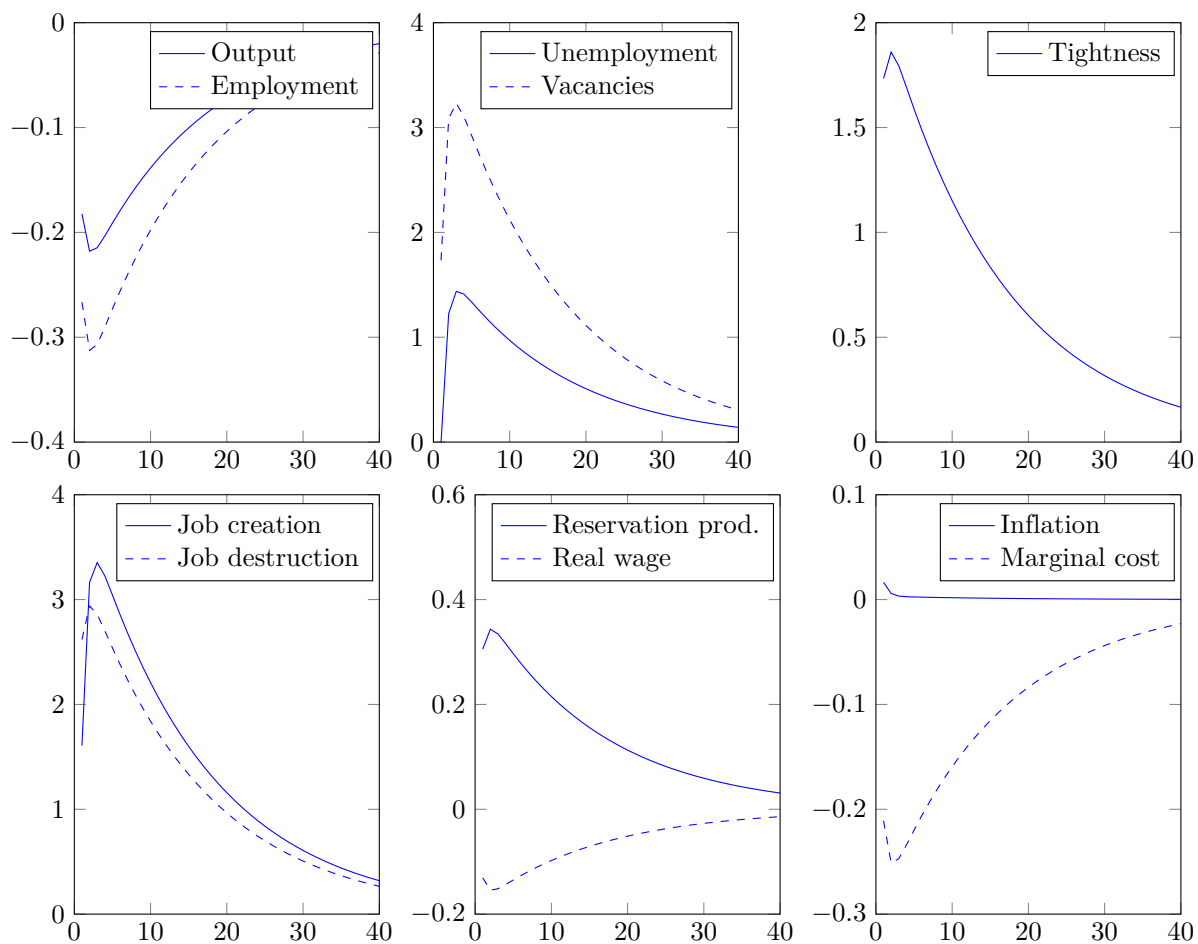 0
−0.1
−0.2
−0.3
−0.4
0 10 20 30 40
Output
Employment
4
3
2
1
0
0 10 20 30 40
Unemployment
Vacancies
2
1.5
1
0.5
0
0 10 20 30 40
Tightness
4
3
2
1
0
0 10 20 30 40
Job creation
Job destruction
0.6
0.4
0.2
0
−0.2
0 10 20 30 40
Reservation prod.
Real wage
0.1
0
−0.1
−0.2
−0.3
0 10 20 30 40
Inflation
Marginal cost